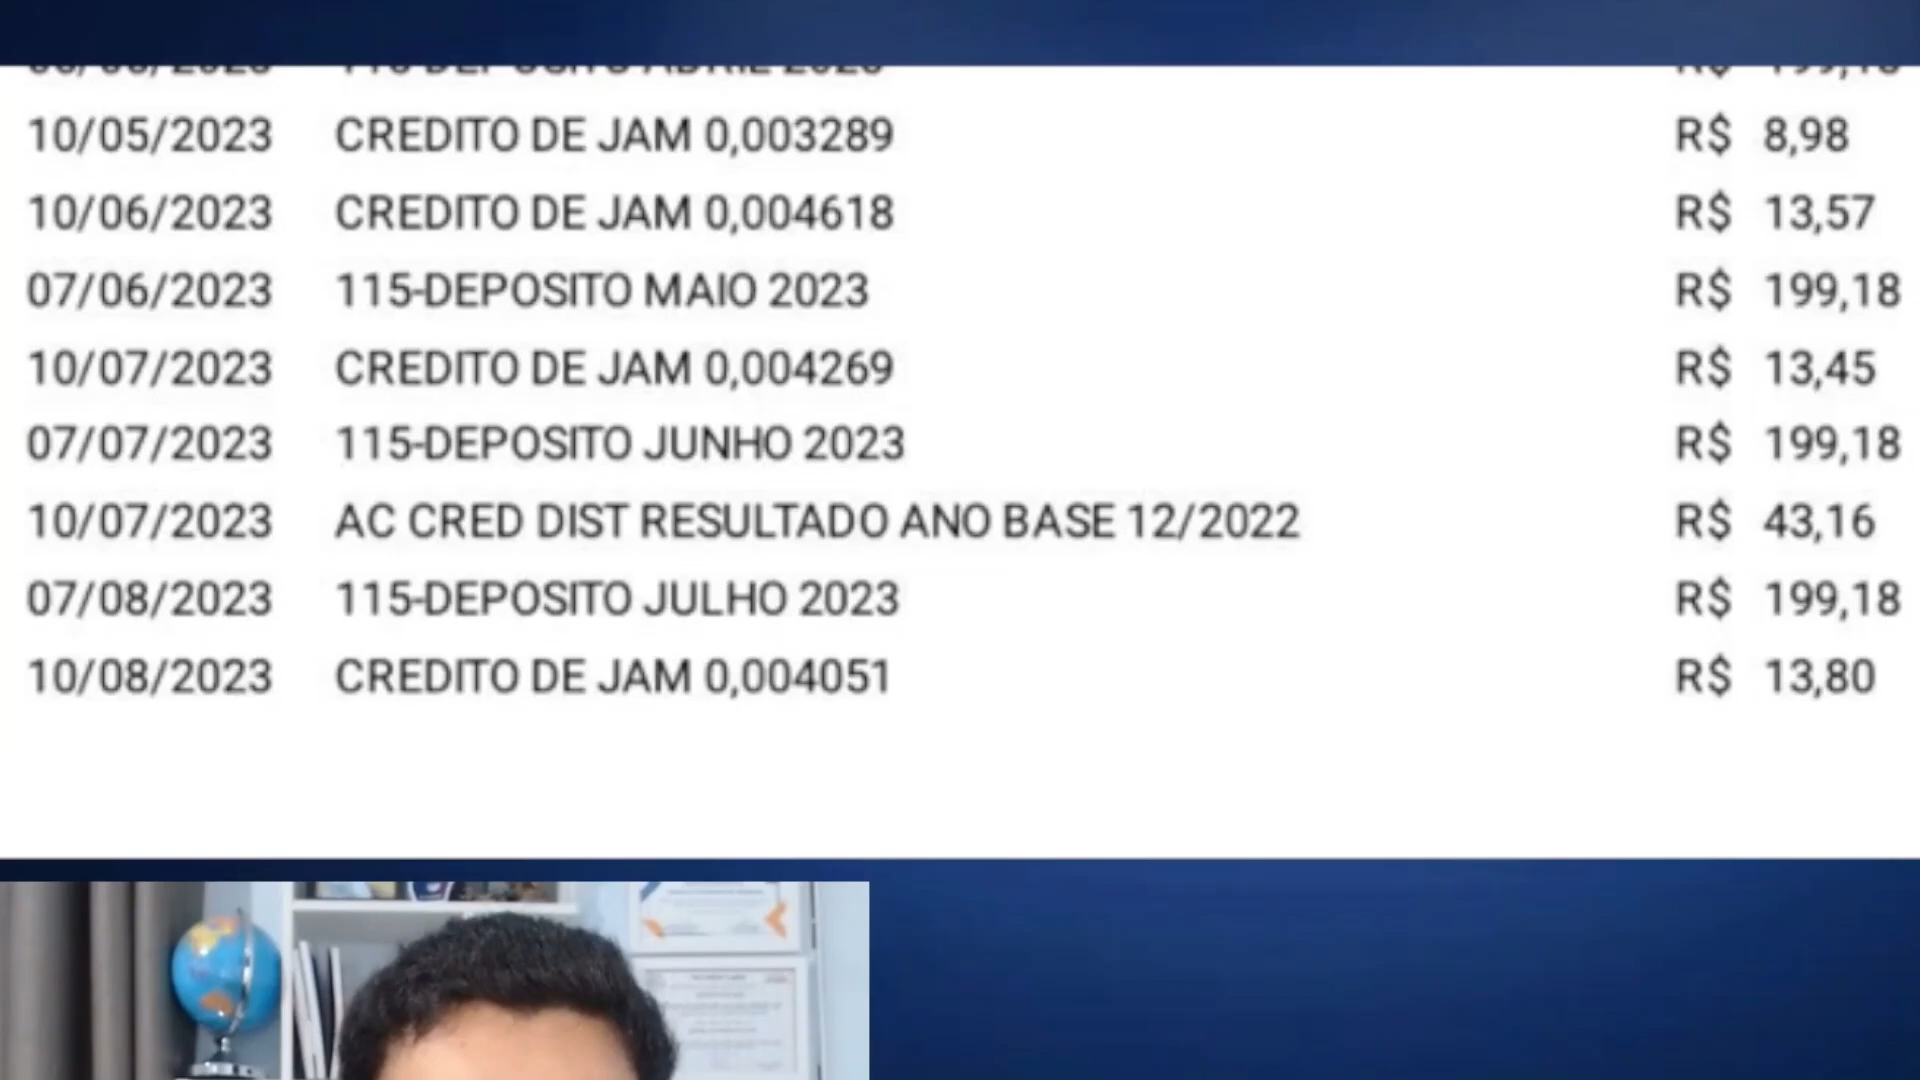 10/05/2023 CREDITO DE JAM 0,003289 R$ 8,98
10/06/2023 CREDITO DE JAM 0,004618 R$ 13,57
07/06/2023 115-DEPOSITO MAIO 2023 R$ 199,18
10/07/2023 CREDITO DE JAM 0,004269 R$ 13,45
07/07/2023 115-DEPOSITO JUNHO 2023 R$ 199,18
10/07/2023 AC CRED DIST RESULTADO ANO BASE 12/2022 R$ 43,16
07/08/2023 115-DEPOSITO JULHO 2023 R$ 199,18
10/08/2023 CREDITO DE JAM 0,004051 R$ 13,80